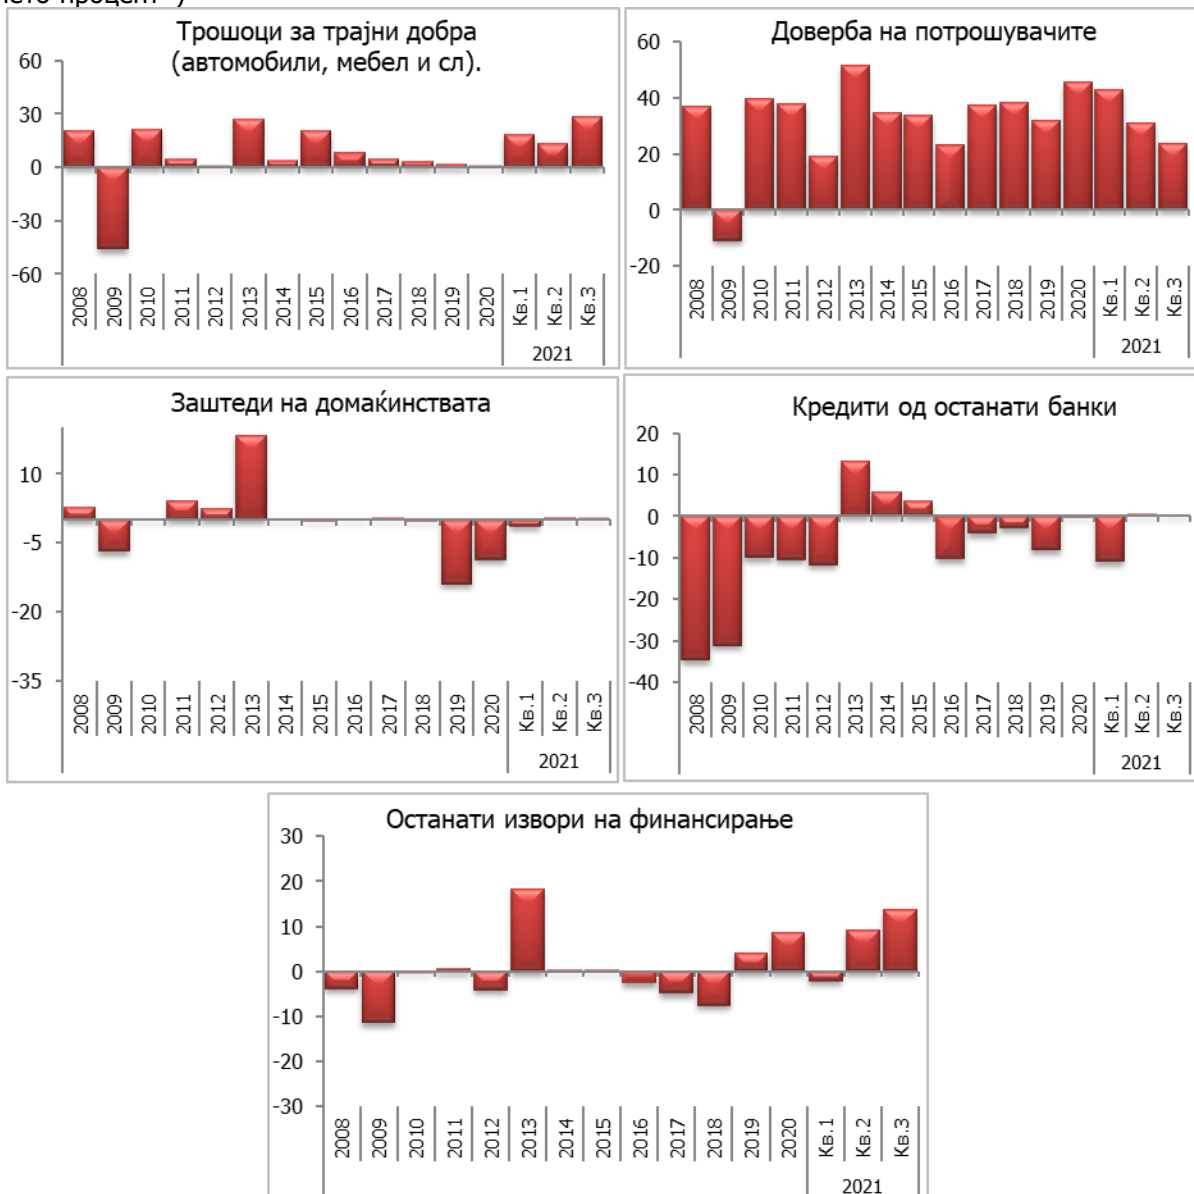 процент )
Трошоци за трајни добра
(автомобили, мебел и сл).
60
30
0
-30
-60
2008 2009 2010 2011 2012 2013 2014 2015 2016 2017 2018 2019 2020 Кв.1 Кв.2 Кв.3
2021
Доверба на потрошувачите
60
40
20
0
-20
2008 2009 2010 2011 2012 2013 2014 2015 2016 2017 2018 2019 2020 Кв.1 Кв.2 Кв.3
2021
Заштеди на домаќинствата
10
-5
-20
-35
2008 2009 2010 2011 2012 2013 2014 2015 2016 2017 2018 2019 2020 Кв.1 Кв.2 Кв.3
2021
Кредити од останати банки
20
10
0
-10
-20
-30
-40
2008 2009 2010 2011 2012 2013 2014 2015 2016 2017 2018 2019 2020 Кв.1 Кв.2 Кв.3
2021
Останати извори на финансирање
30
20
10
0
-10
-20
-30
2008 2009 2010 2011 2012 2013 2014 2015 2016 2017 2018 2019 2020 Кв.1 Кв.2 Кв.3
2021